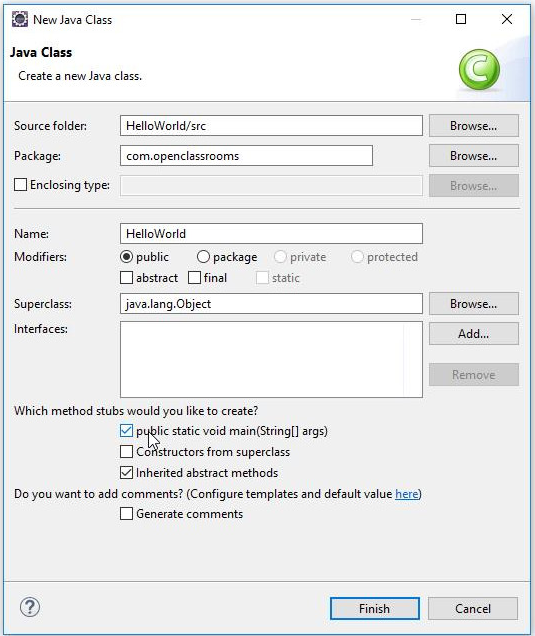 New Java Class
Java Class
Create a new Java class.
Source folder: HelloWorld/src Browse...
Package: com.openclassrooms Browse...
Enclosing type: Browse...
Name: HelloWorld
Modifiers: public package private protected
abstract final static
Superclass: java.lang.Object Browse...
Interfaces: Add...
Remove
Which method stubs would you like to create?
public static void main(String[] args)
Constructors from superclass
Inherited abstract methods
Do you want to add comments? (Configure templates and default value here)
Generate comments
? Finish Cancel